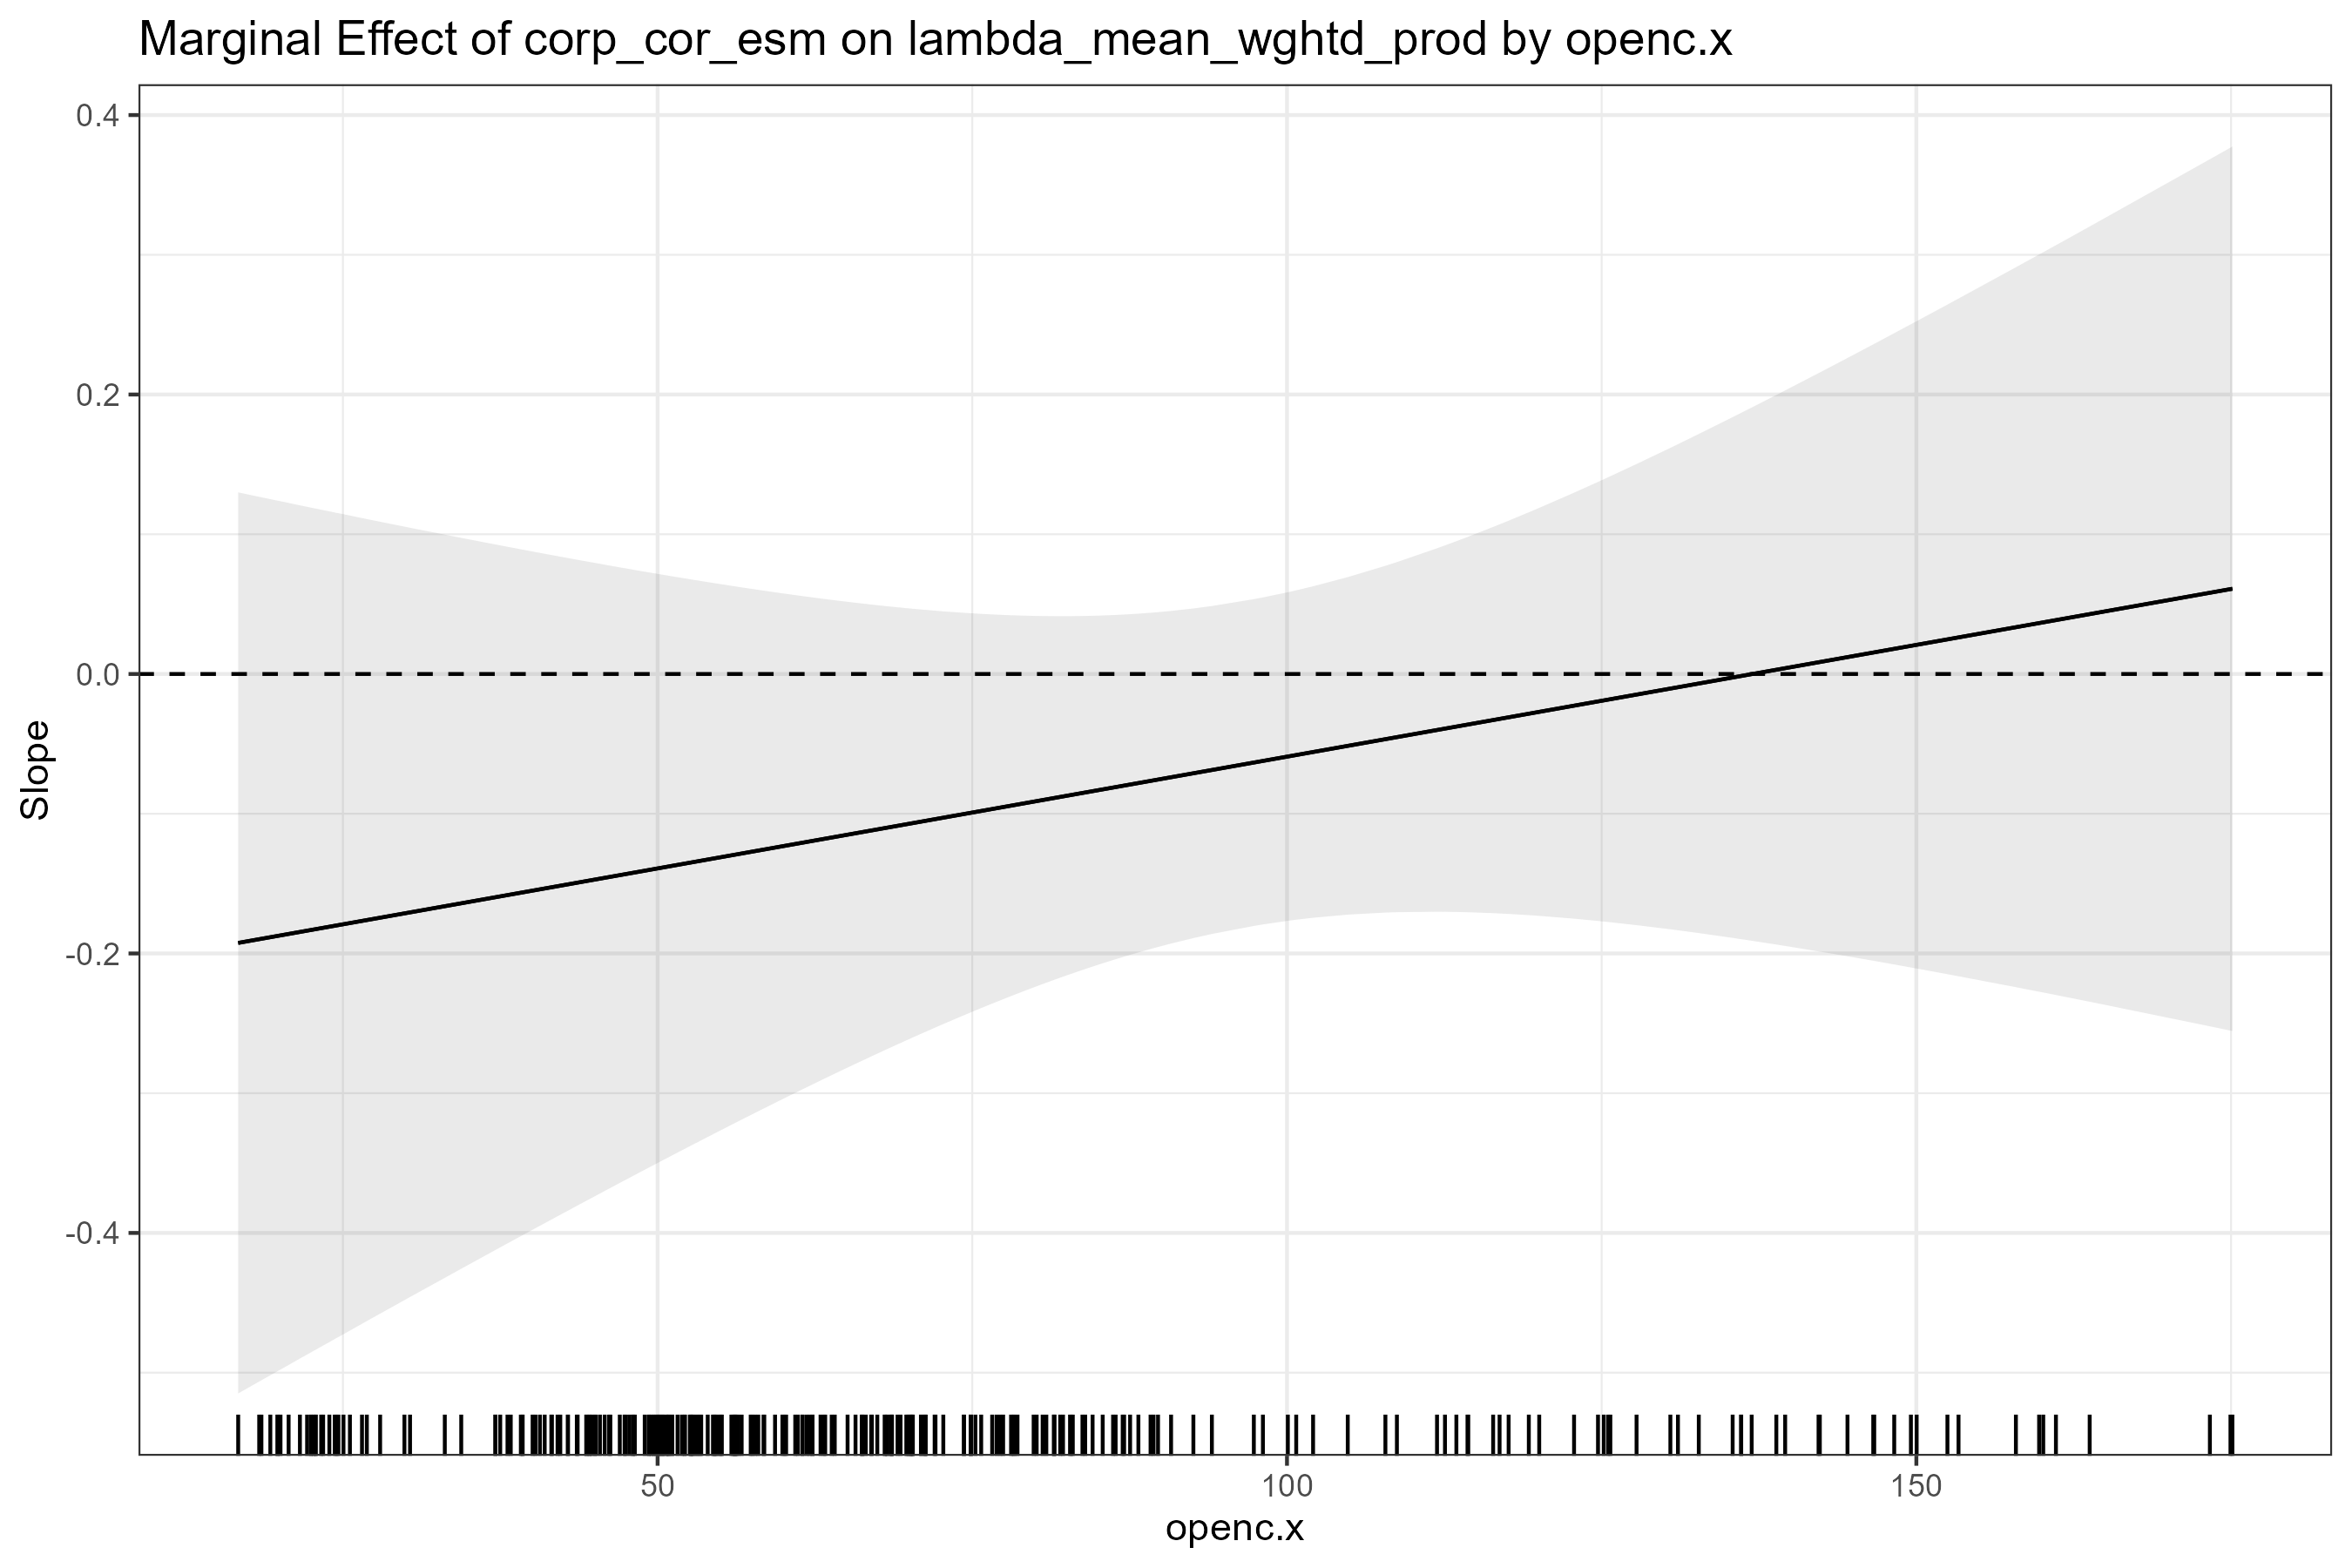 Marginal Effect of corp_cor_esm on lambda_mean_wghtd_prod by openc.x
0.4
0.2
0.0
-0.2
-0.4
Slope
50 100 150
openc.x